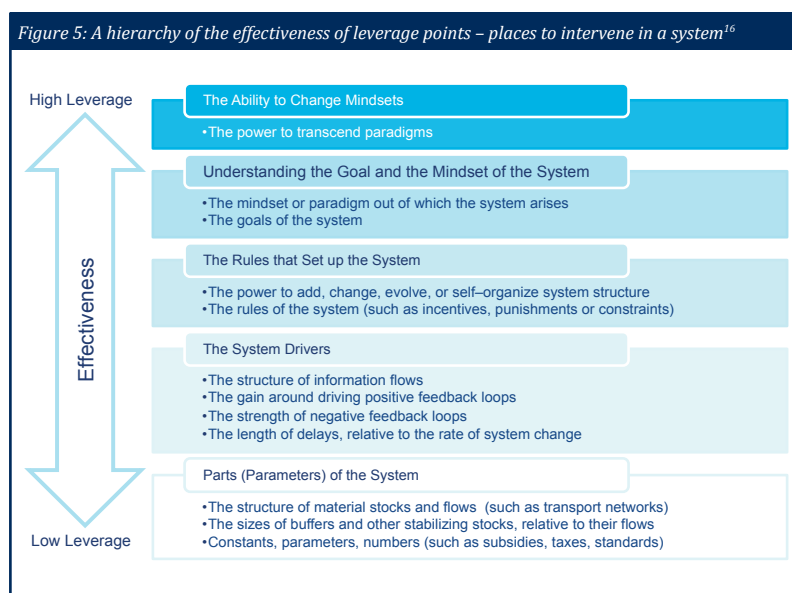 Figure 5: A hierarchy of the effectiveness of leverage points – places to intervene in a system16
High Leverage
The Ability to Change Mindsets
•The power to transcend paradigms
Understanding the Goal and the Mindset of the System
•The mindset or paradigm out of which the system arises
•The goals of the system
The Rules that Set up the System
•The power to add, change, evolve, or self–organize system structure
•The rules of the system (such as incentives, punishments or constraints)
Effectiveness
The System Drivers
•The structure of information flows
•The gain around driving positive feedback loops
•The strength of negative feedback loops
•The length of delays, relative to the rate of system change
Parts (Parameters) of the System
•The structure of material stocks and flows (such as transport networks)
•The sizes of buffers and other stabilizing stocks, relative to their flows
•Constants, parameters, numbers (such as subsidies, taxes, standards)
Low Leverage